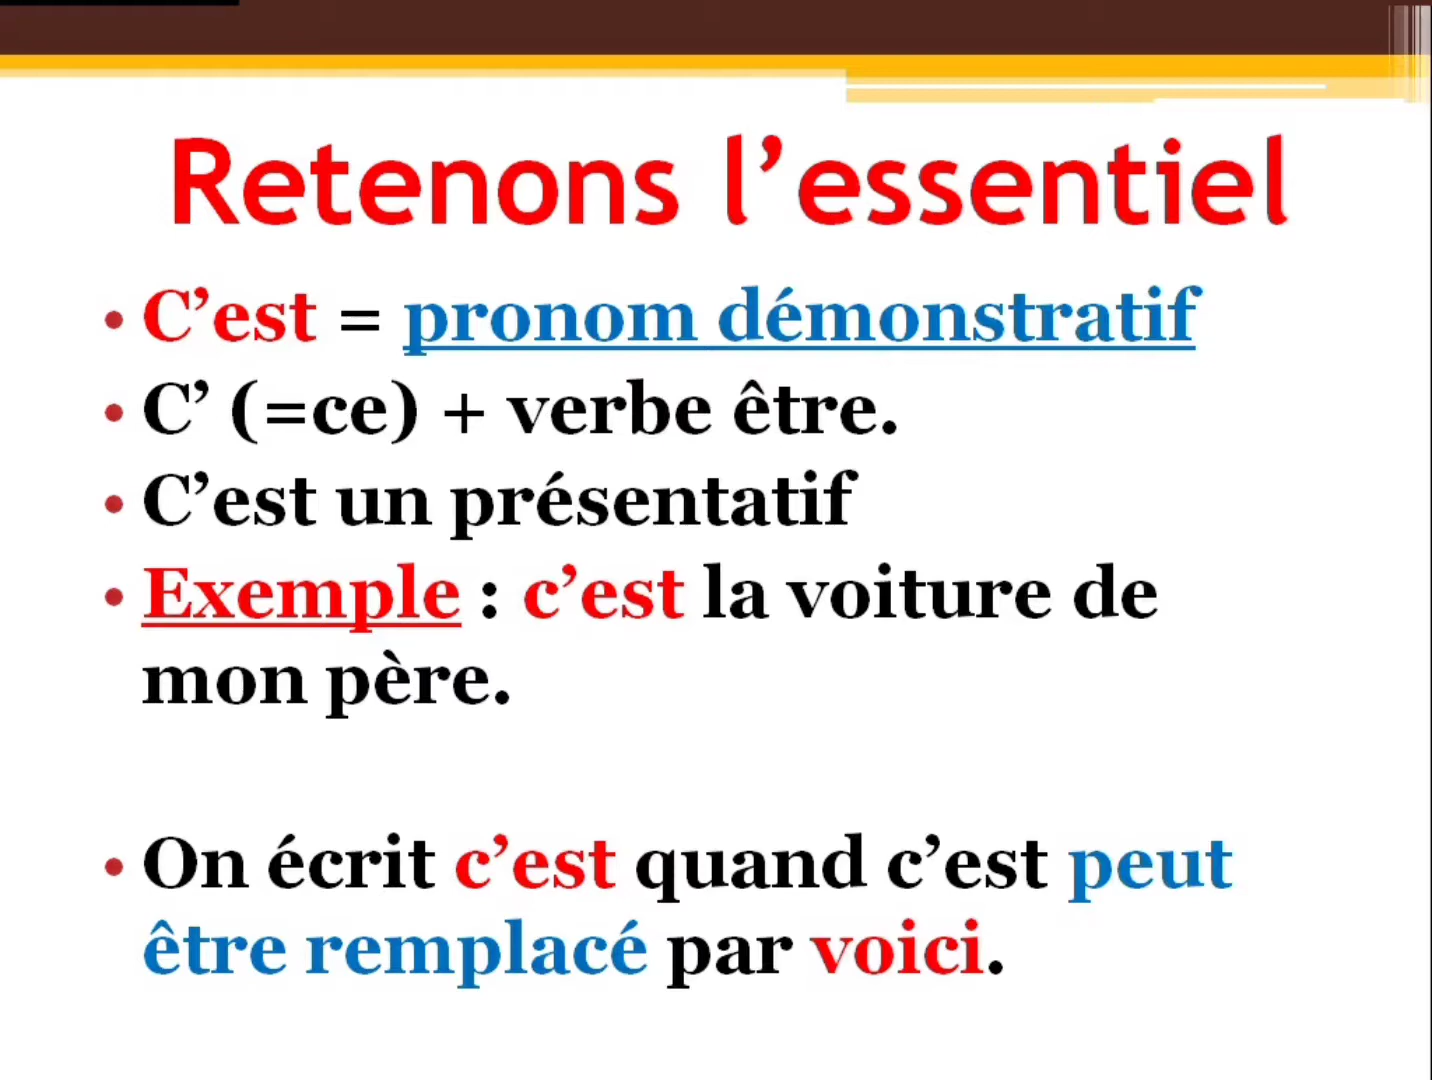 Retenons l’essentiel
• C’est = pronom démonstratif
• C’ (=ce) + verbe être.
• C’est un présentatif
• Exemple : c’est la voiture de
mon père.
• On écrit c’est quand c’est peut
être remplacé par voici.